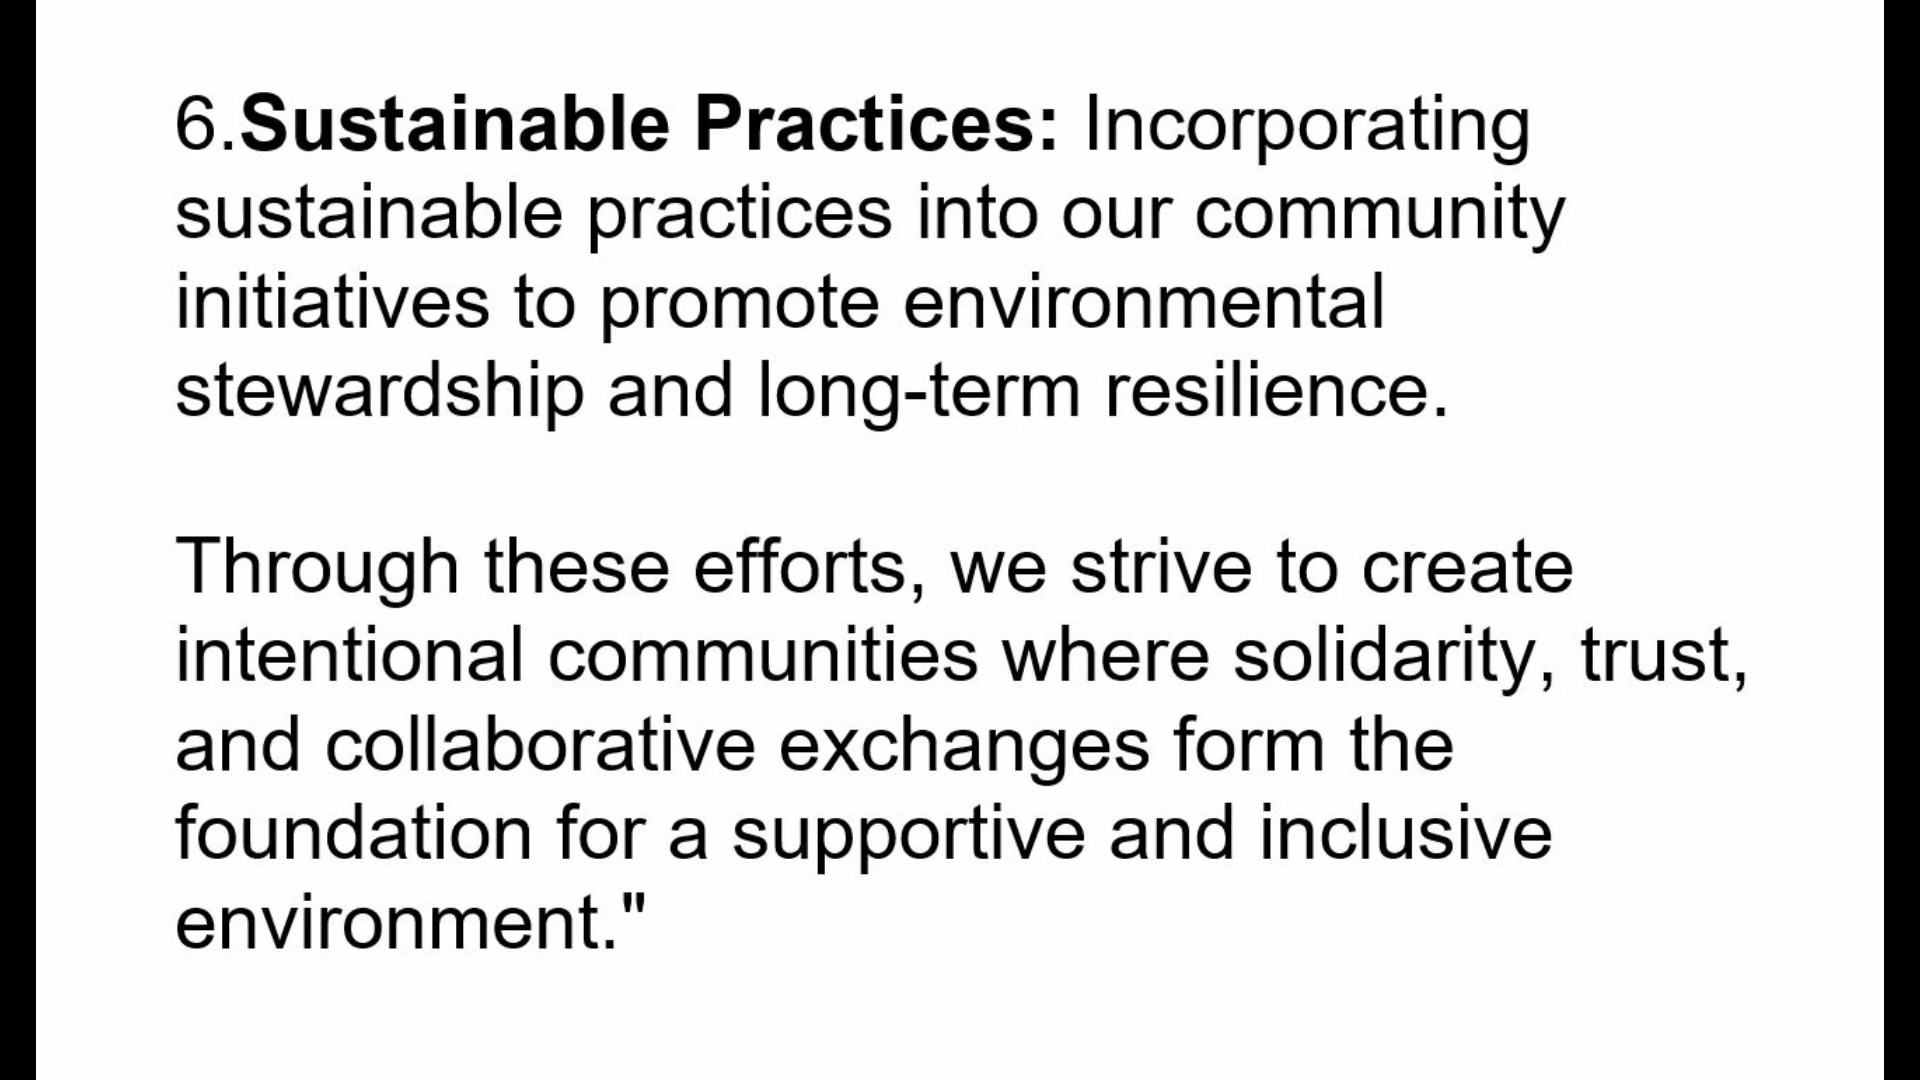 6.Sustainable Practices: Incorporating
sustainable practices into our community
initiatives to promote environmental
stewardship and long-term resilience.
Through these efforts, we strive to create
intentional communities where solidarity, trust,
and collaborative exchanges form the
foundation for a supportive and inclusive
environment."